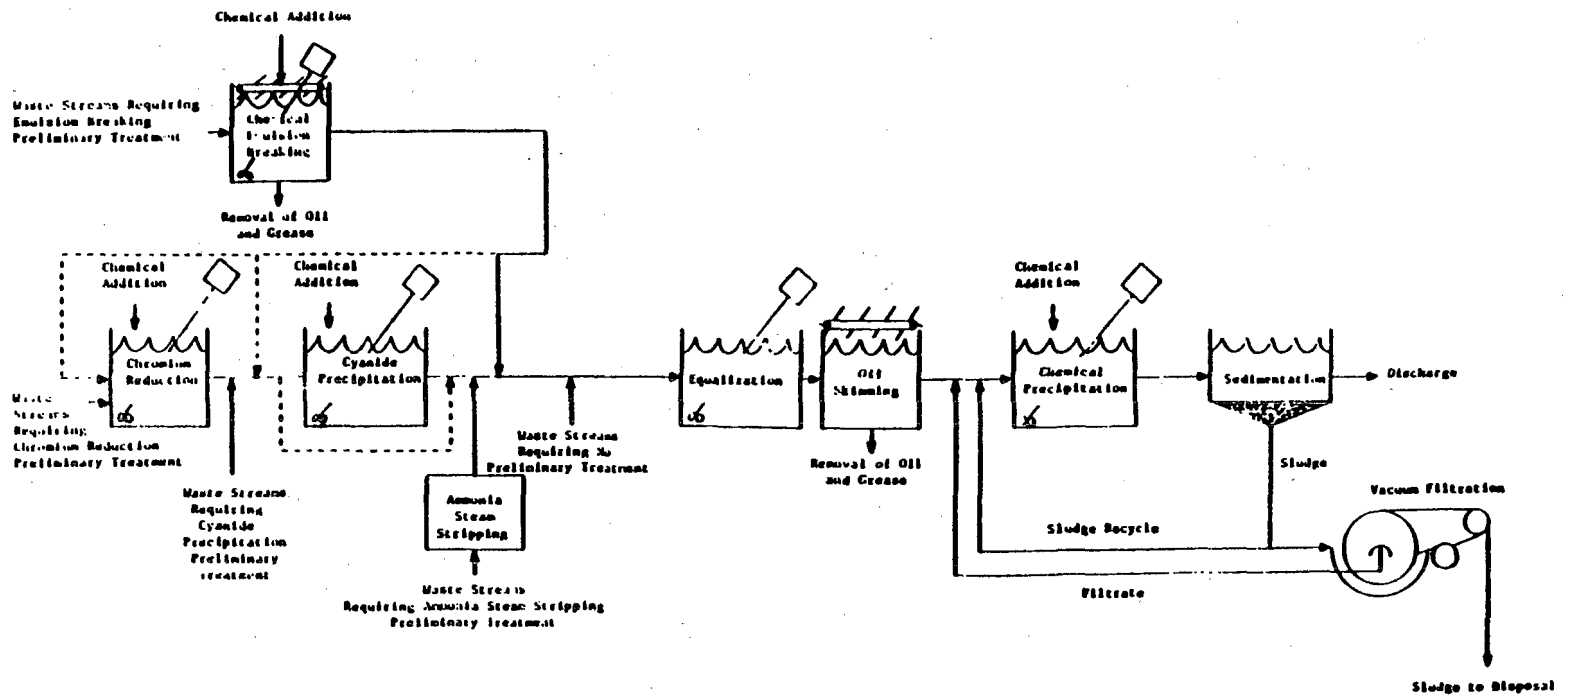 Chemical Addition
Waste Streams Requiring
Emulsion Breaking
Preliminary Treatment
Chemical
Emulsion
Breaking
Removal of Oil
and Grease
Chemical
Addition
Chromium
Reduction
Waste
Streams
Requiring
Chromium Reduction
Preliminary Treatment
Waste Streams
Requiring
Cyanide
Precipitation
Preliminary
Treatment
Chemical
Addition
Cyanide
Precipitation
Ammonia
Steam
Stripping
Waste Streams
Requiring Ammonia Steam Stripping
Preliminary Treatment
Waste Streams
Requiring No
Preliminary Treatment
Equalization
Oil
Skimming
Removal of Oil
and Grease
Chemical
Addition
Chemical
Precipitation
Sedimentation
Discharge
Sludge
Sludge Recycle
Filtrate
Vacuum Filtration
Sludge to Disposal